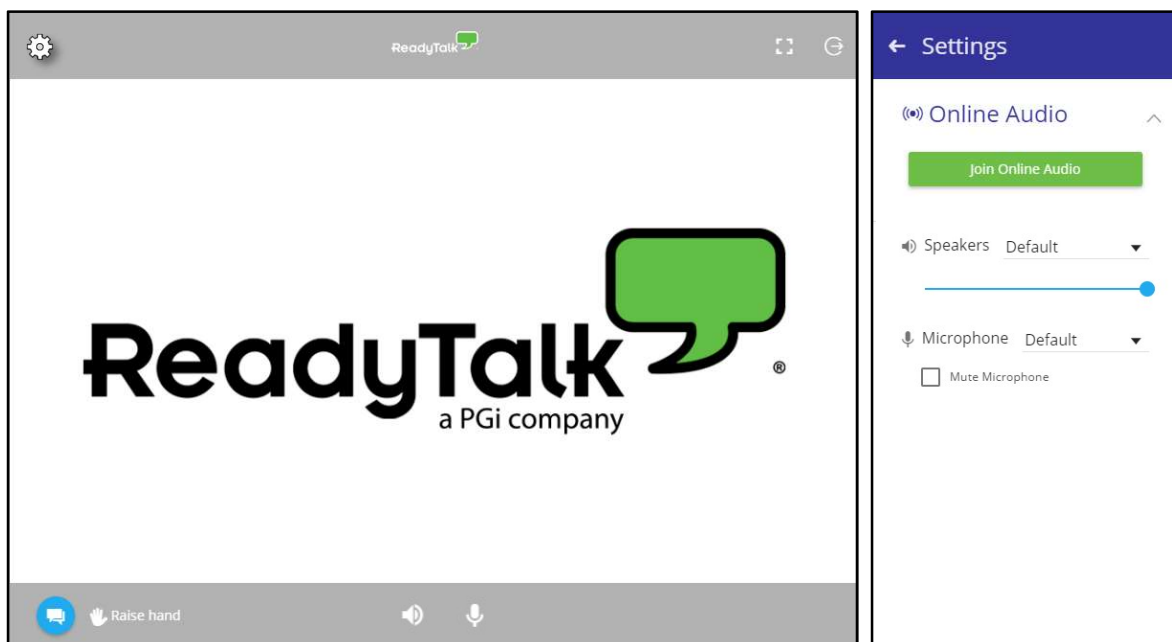 ReadyTalk
ReadyTalk
®
a PGi company
Raise hand
Settings
Online Audio
Join Online Audio
Speakers Default
Microphone Default
Mute Microphone